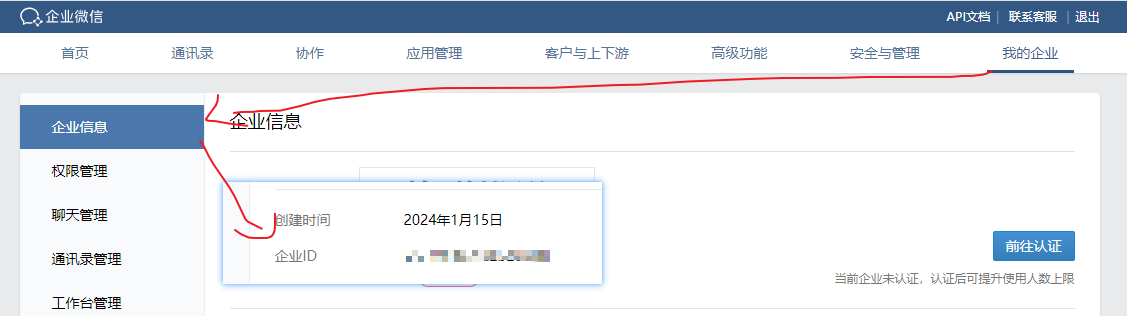 企业微信
API文档 | 联系客服 | 退出
首页 通讯录 协作 应用管理 客户与上下游 高级功能 安全与管理 我的企业
企业信息
企业信息
权限管理
聊天管理
通讯录管理
工作台管理
创建时间 2024年1月15日
企业ID
前往认证
当前企业未认证，认证后可提升使用人数上限